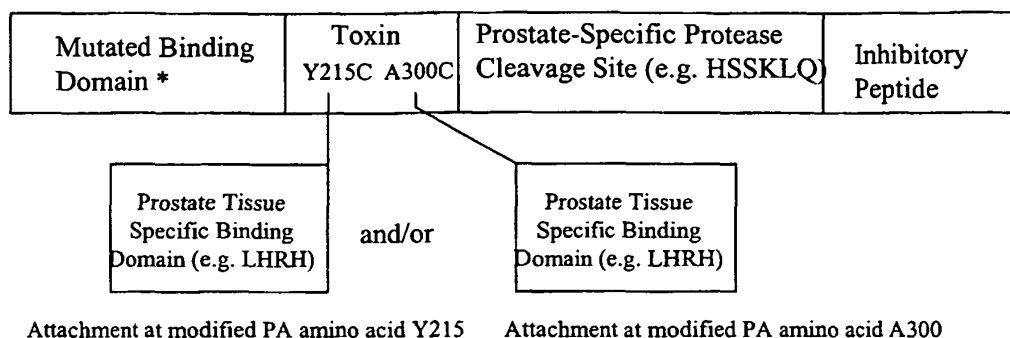 Mutated Binding
Domain *
Toxin
Y215C A300C
Prostate-Specific Protease
Cleavage Site (e.g. HSSKLQ)
Inhibitory
Peptide
Prostate Tissue
Specific Binding
Domain (e.g. LHRH)
and/or
Prostate Tissue
Specific Binding
Domain (e.g. LHRH)
Attachment at modified PA amino acid Y215
Attachment at modified PA amino acid A300